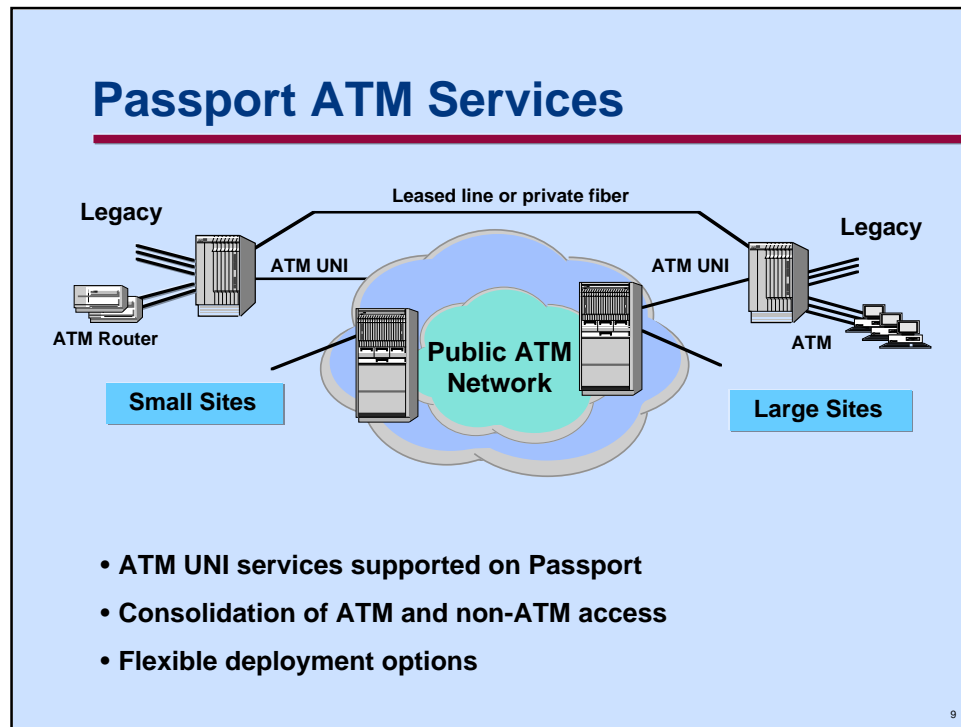 Passport ATM Services
Leased line or private fiber
Legacy
Legacy
ATM UNI
ATM UNI
ATM Router
ATM
Public ATM
Network
Small Sites
Large Sites
• ATM UNI services supported on Passport
• Consolidation of ATM and non-ATM access
• Flexible deployment options
9